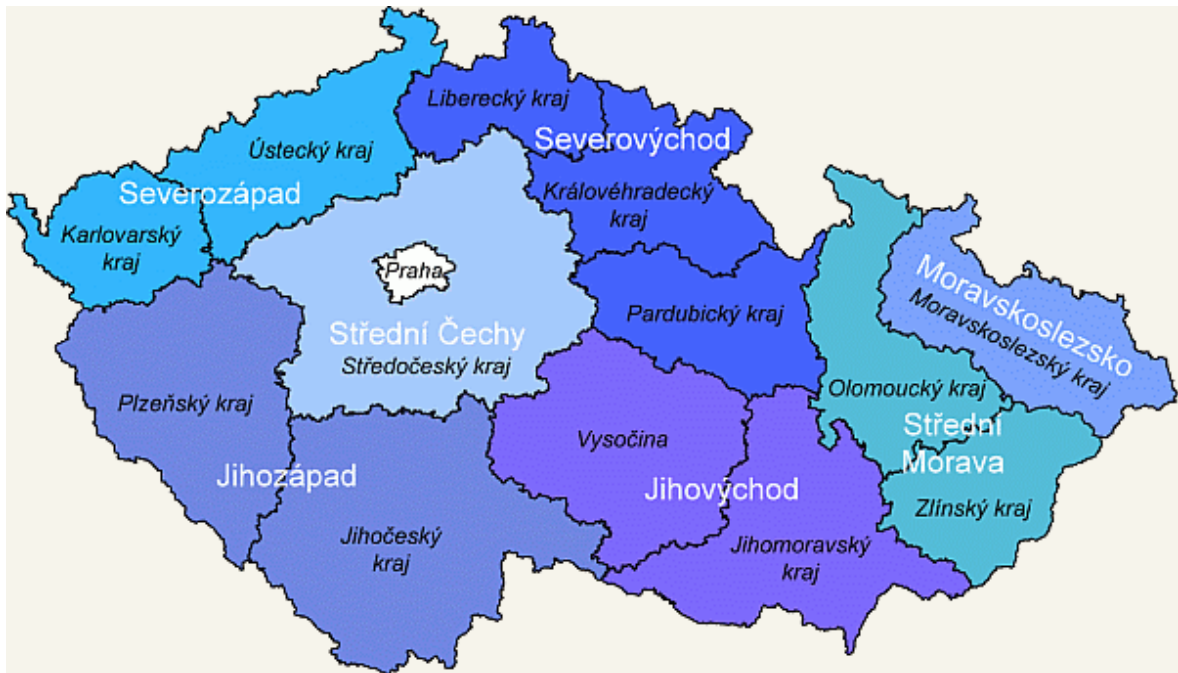 Liberecký kraj
Severovýchod
Ústecký kraj
Severozápad
Královéhradecký
kraj
Karlovarský
kraj
Praha
Moravskoslezsko
Moravskoslezský kraj
Pardubický kraj
Střední Čechy
Středočeský kraj
Plzeňský kraj
Olomoucký kraj
Střední
Morava
Vysočina
Jihozápad
Jihovýchod
Zlínský kraj
Jihočeský
kraj
Jihomoravský
kraj